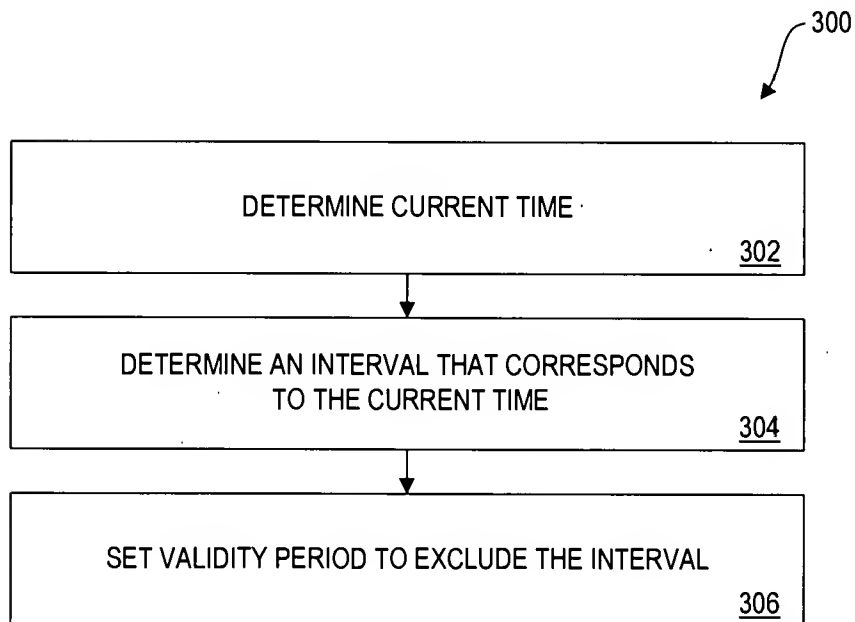 300
DETERMINE CURRENT TIME
302
DETERMINE AN INTERVAL THAT CORRESPONDS
TO THE CURRENT TIME
304
SET VALIDITY PERIOD TO EXCLUDE THE INTERVAL
306